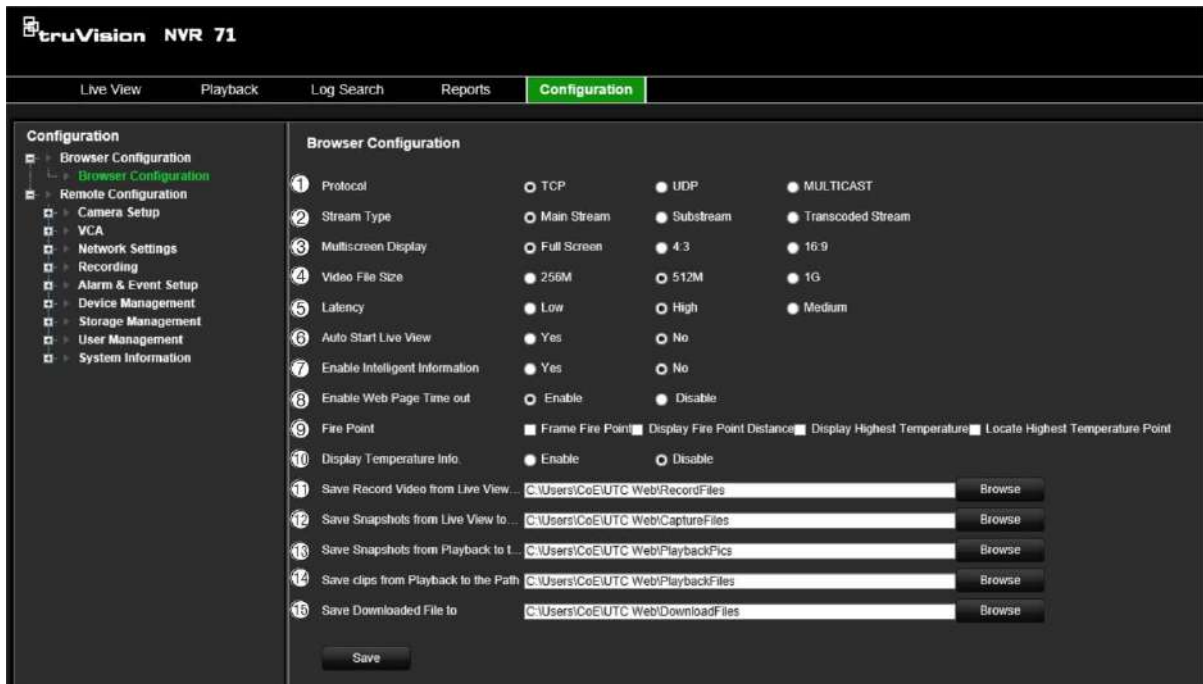 truVision NVR 71
Live View Playback Log Search Reports Configuration
Configuration
Browser Configuration
Browser Configuration
Remote Configuration
Camera Setup
VCA
Network Settings
Recording
Alarm & Event Setup
Device Management
Storage Management
User Management
System Information
Browser Configuration
1 Protocol TCP UDP MULTICAST
2 Stream Type Main Stream Substream Transcoded Stream
3 Multiscreen Display Full Screen 4:3 16:9
4 Video File Size 256M 512M 1G
5 Latency Low High Medium
6 Auto Start Live View Yes No
7 Enable Intelligent Information Yes No
8 Enable Web Page Time out Enable Disable
9 Fire Point Frame Fire Point Display Fire Point Distance Display Highest Temperature Locate Highest Temperature Point
10 Display Temperature Info. Enable Disable
11 Save Record Video from Live View... C:\Users\CoE\UTC Web\RecordFiles Browse
12 Save Snapshots from Live View to... C:\Users\CoE\UTC Web\CaptureFiles Browse
13 Save Snapshots from Playback to t... C:\Users\CoE\UTC Web\PlaybackPics Browse
14 Save clips from Playback to the Path C:\Users\CoE\UTC Web\PlaybackFiles Browse
15 Save Downloaded File to C:\Users\CoE\UTC Web\DownloadFiles Browse
Save